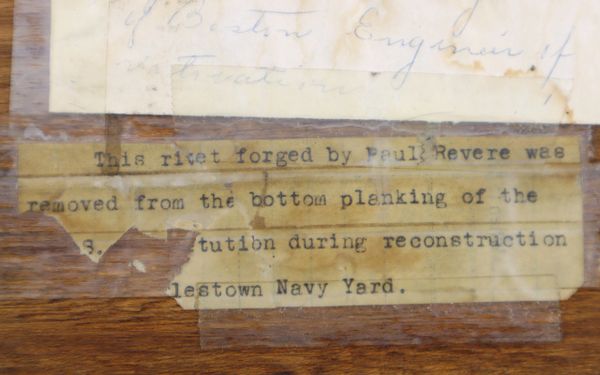 of Boston Engineer of
This rivet forged by Paul Revere was
removed from the bottom planking of the
S. tution during reconstruction
lestown Navy Yard.